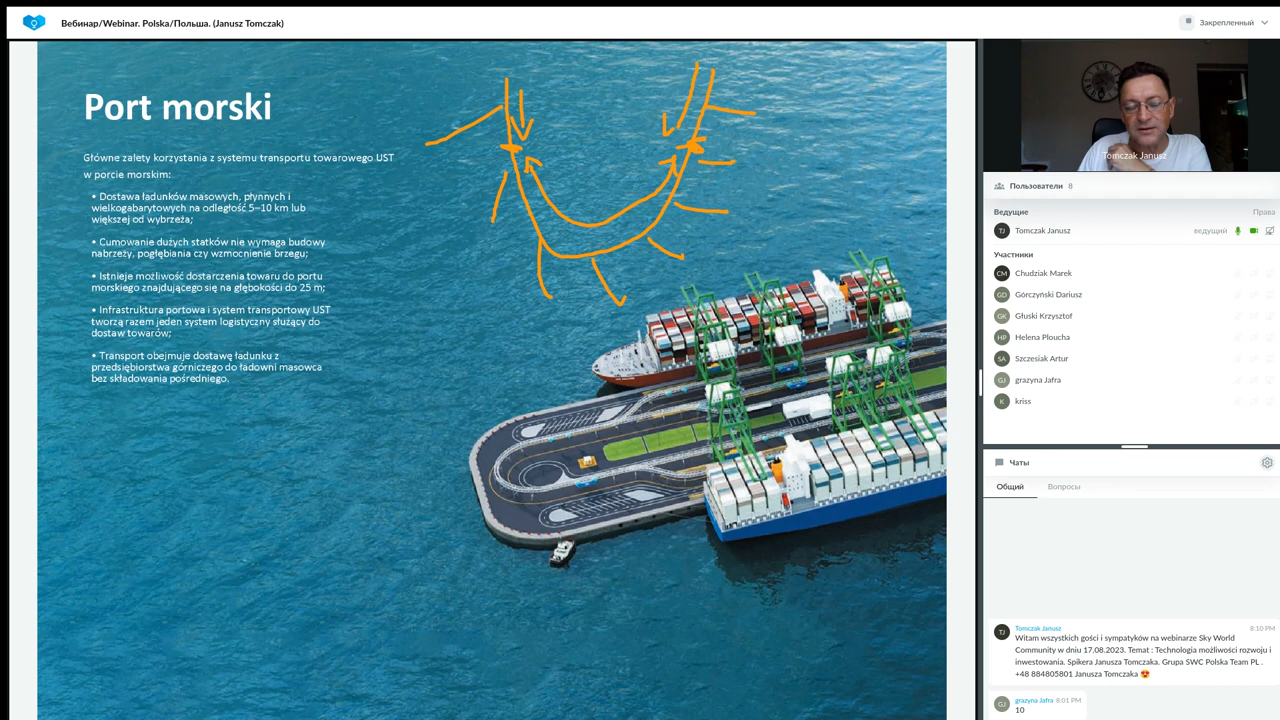 Вебинар/Webinar. Polska/Польша. (Janusz Tomczak)
Закрепленный
Port morski
Główne zalety korzystania z systemu transportu towarowego UST
w porcie morskim:
• Dostawa ładunków masowych, płynnych i
wielkogabarytowych na odległość 5–10 km lub
większej od wybrzeża;
• Cumowanie dużych statków nie wymaga budowy
nabrzeży, pogłębiania czy wzmocnienie brzegu;
• Istnieje możliwość dostarczenia towaru do portu
morskiego znajdującego się na głębokości do 25 m;
• Infrastruktura portowa i system transportowy UST
tworzą razem jeden system logistyczny służący do
dostaw towarów;
• Transport obejmuje dostawę ładunku z
przedsiębiorstwa górniczego do ładowni masowca
bez składowania pośredniego.
Tomczak Janusz
Пользователи 8
Ведущие Права
TJ Tomczak Janusz ведущий
Участники
CM Chudziak Marek
GD Górczyński Dariusz
GK Głuski Krzysztof
HP Helena Ploucha
SA Szczesiak Artur
GJ grazyna Jafra
K kriss
Чаты
Общий Вопросы
TJ Tomczak Janusz 8:10 PM
Witam wszystkich gości i sympatyków na webinarze Sky World
Community w dniu 17.08.2023. Temat : Technologia możliwości rozwoju i
inwestowania. Spikera Janusza Tomczaka. Grupa SWC Polska Team PL .
+48 884805801 Janusza Tomczaka 😍
GJ grazyna Jafra 8:01 PM
10